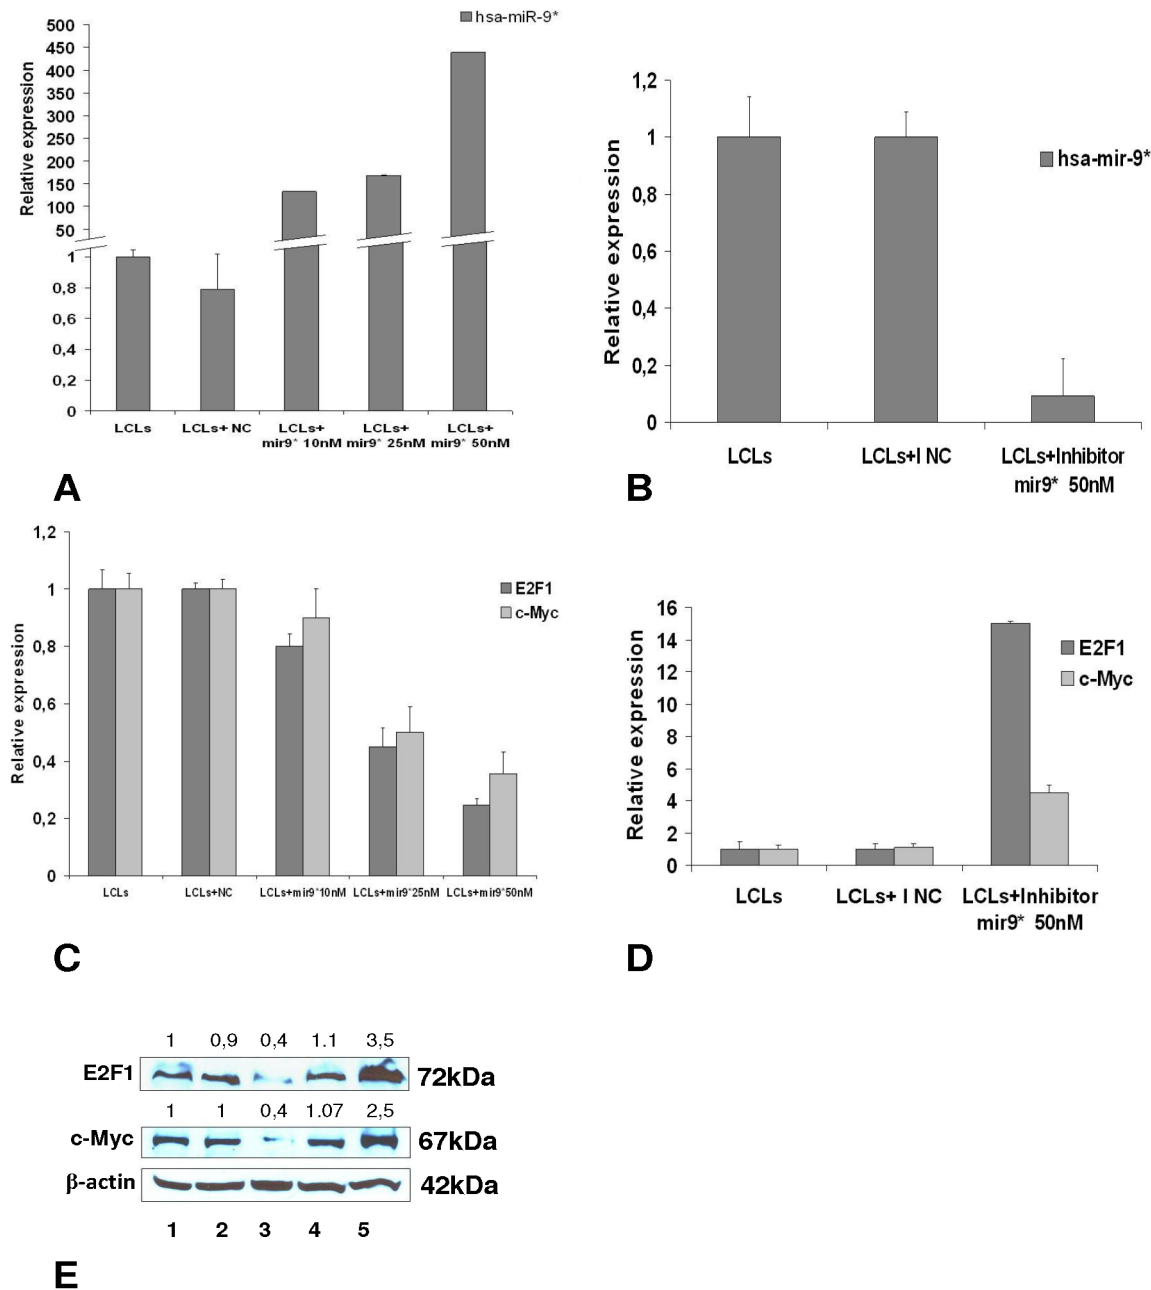 hsa-miR-9*
500
450
400
350
300
250
200
150
100
50
1
0,8
0,6
0,4
0,2
0
Relative expression
LCLs
LCLs+ NC
LCLs+
mir9* 10nM
LCLs+
mir9* 25nM
LCLs+
mir9* 50nM
A
1,2
1
0,8
0,6
0,4
0,2
0
Relative expression
hsa-mir-9*
LCLs
LCLs+I NC
LCLs+Inhibitor
mir9* 50nM
B
1,2
1
0,8
0,6
0,4
0,2
0
Relative expression
E2F1
c-Myc
LCLs
LCLs+NC
LCLs+mir9*10nM
LCLs+mir9*25nM
LCLs+mir9*50nM
C
16
14
12
10
8
6
4
2
0
Relative expression
E2F1
c-Myc
LCLs
LCLs+ I NC
LCLs+Inhibitor
mir9* 50nM
D
1 0,9 0,4 1.1 3,5
E2F1 72kDa
1 1 0,4 1.07 2,5
c-Myc 67kDa
β-actin 42kDa
1 2 3 4 5
E